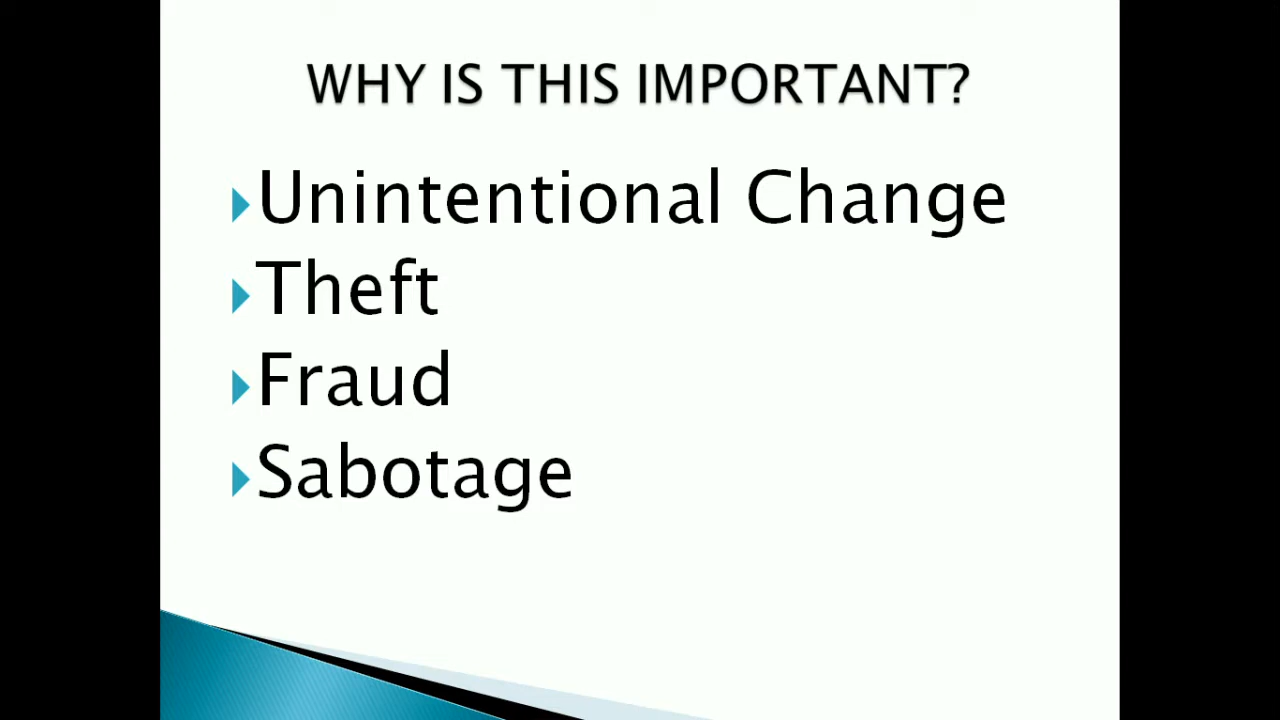 WHY IS THIS IMPORTANT?
Unintentional Change
Theft
Fraud
Sabotage